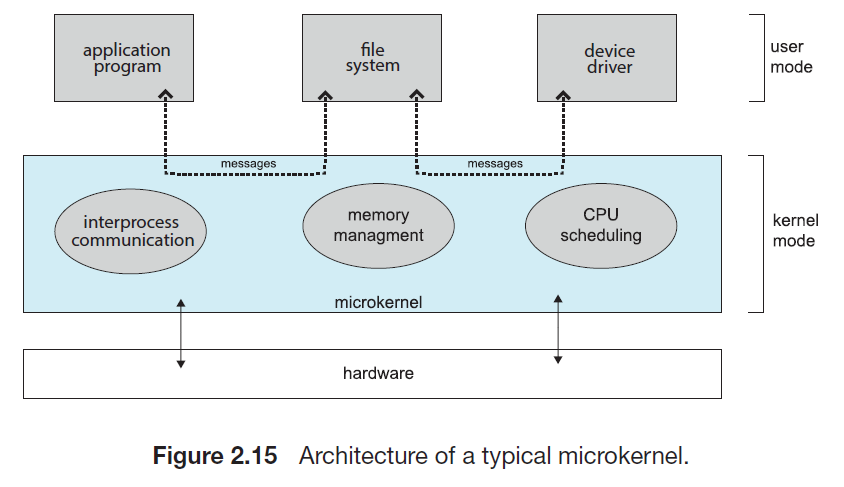 application
program
file
system
device
driver
user
mode
messages
messages
interprocess
communication
memory
managment
CPU
scheduling
kernel
mode
microkernel
hardware
Figure 2.15 Architecture of a typical microkernel.